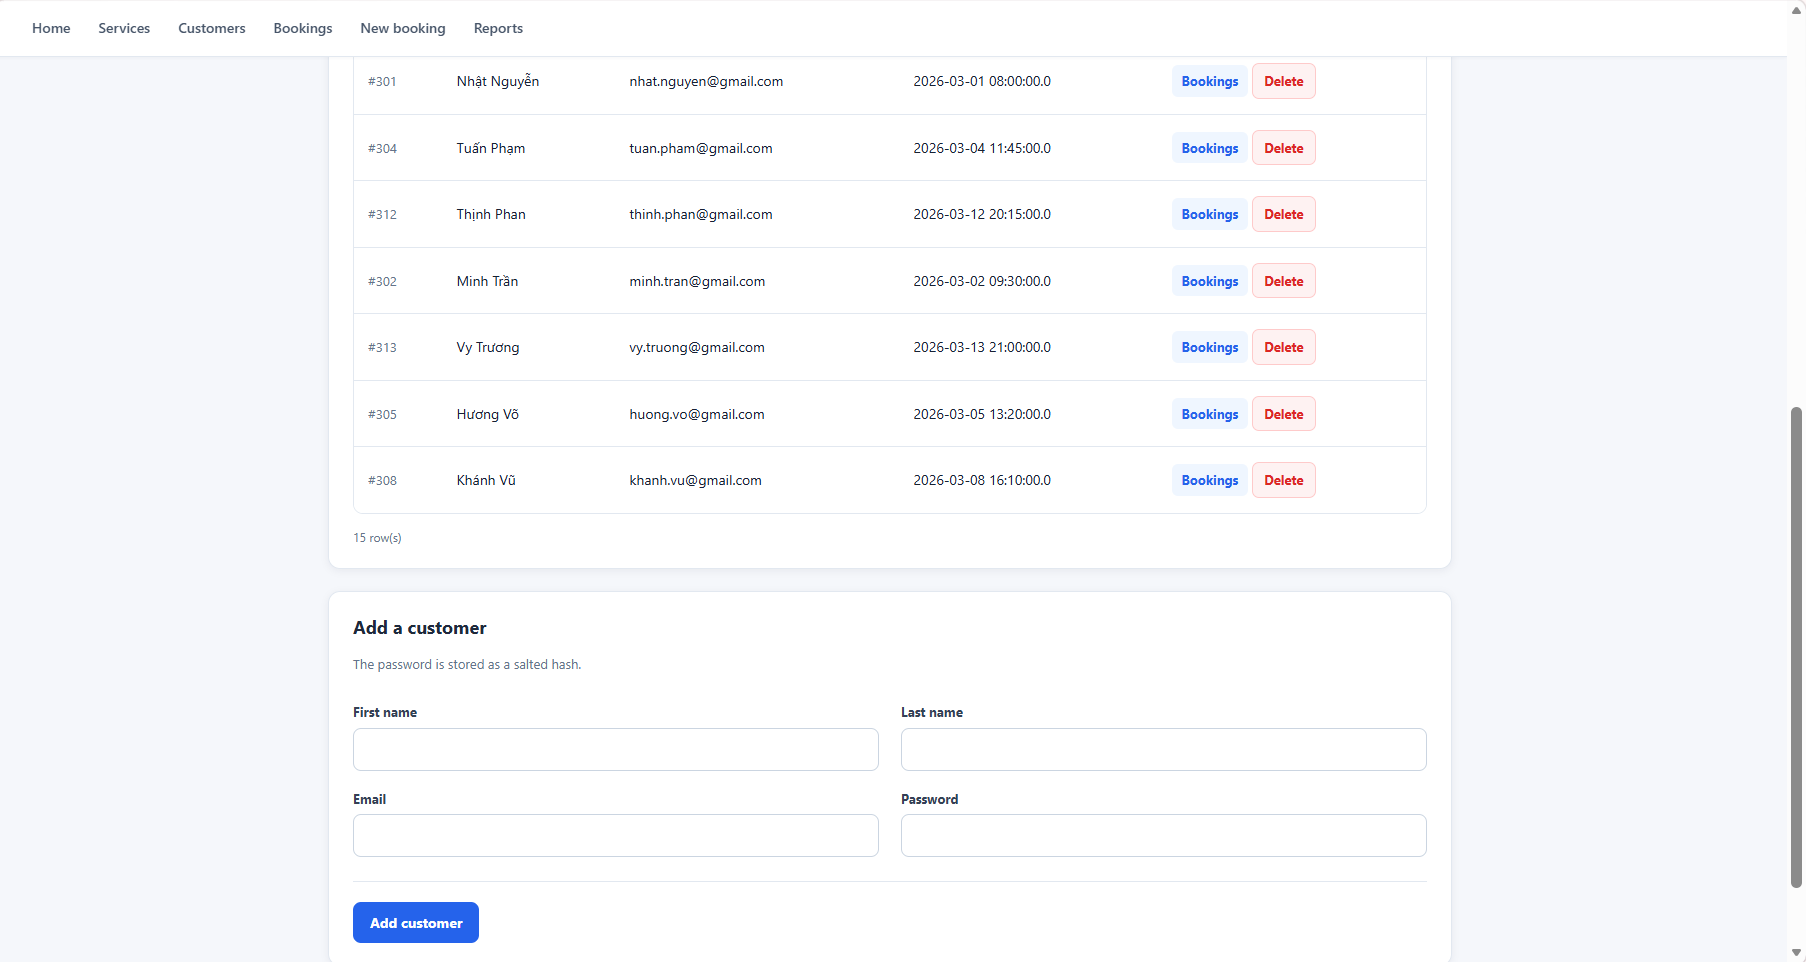 Home Services Customers Bookings New booking Reports
#301 Nhật Nguyễn nhat.nguyen@gmail.com 2026-03-01 08:00:00.0 Bookings Delete
#304 Tuấn Phạm tuan.pham@gmail.com 2026-03-04 11:45:00.0 Bookings Delete
#312 Thịnh Phan thinh.phan@gmail.com 2026-03-12 20:15:00.0 Bookings Delete
#302 Minh Trần minh.tran@gmail.com 2026-03-02 09:30:00.0 Bookings Delete
#313 Vy Trương vy.truong@gmail.com 2026-03-13 21:00:00.0 Bookings Delete
#305 Hương Võ huong.vo@gmail.com 2026-03-05 13:20:00.0 Bookings Delete
#308 Khánh Vũ khanh.vu@gmail.com 2026-03-08 16:10:00.0 Bookings Delete
15 row(s)
Add a customer
The password is stored as a salted hash.
First name Last name
Email Password
Add customer